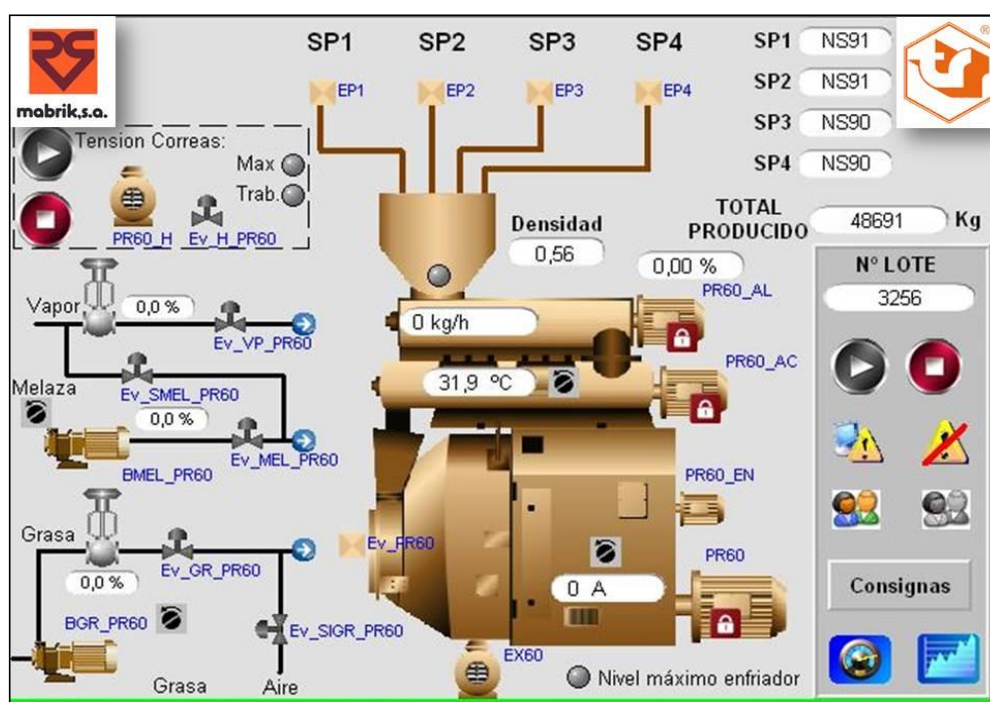 SP1 SP2 SP3 SP4
SP1 NS91
SP2 NS91
SP3 NS90
SP4 NS90
EP1 EP2 EP3 EP4
mabrik,s.a.
tr®
Tension Correas:
Max
Trab.
PR60_H Ev_H_PR60
Densidad
0,56
TOTAL
PRODUCIDO
48691 Kg
0,00 %
PR60_AL
Nº LOTE
3256
Vapor 0,0 %
Ev_VP_PR60
0 kg/h
PR60_AC
31,9 ºC
Ev_SMEL_PR60
Melaza
0,0 %
Ev_MEL_PR60
BMEL_PR60
PR60_EN
Grasa
Ev_PR60
Ev_GR_PR60
0,0 %
PR60
0 A
Consignas
BGR_PR60
Ev_SIGR_PR60
EX60
Nivel máximo enfriador
Grasa Aire